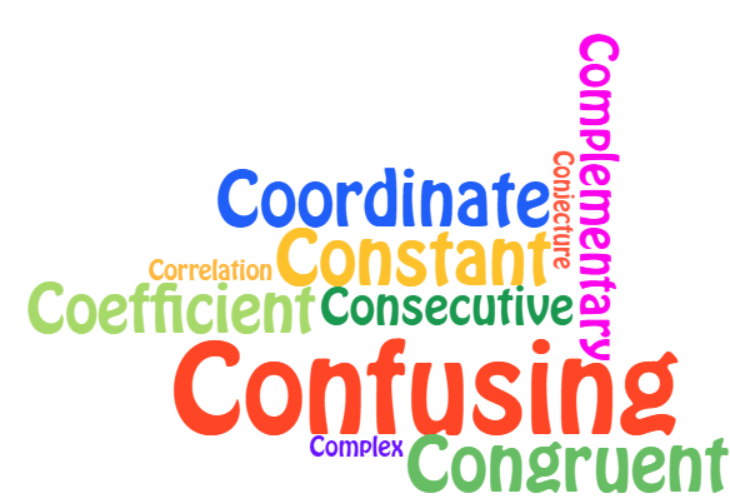 Complementary
Conjecture
Coordinate
Constant
Correlation
Coefficient
Consecutive
Confusing
Complex
Congruent